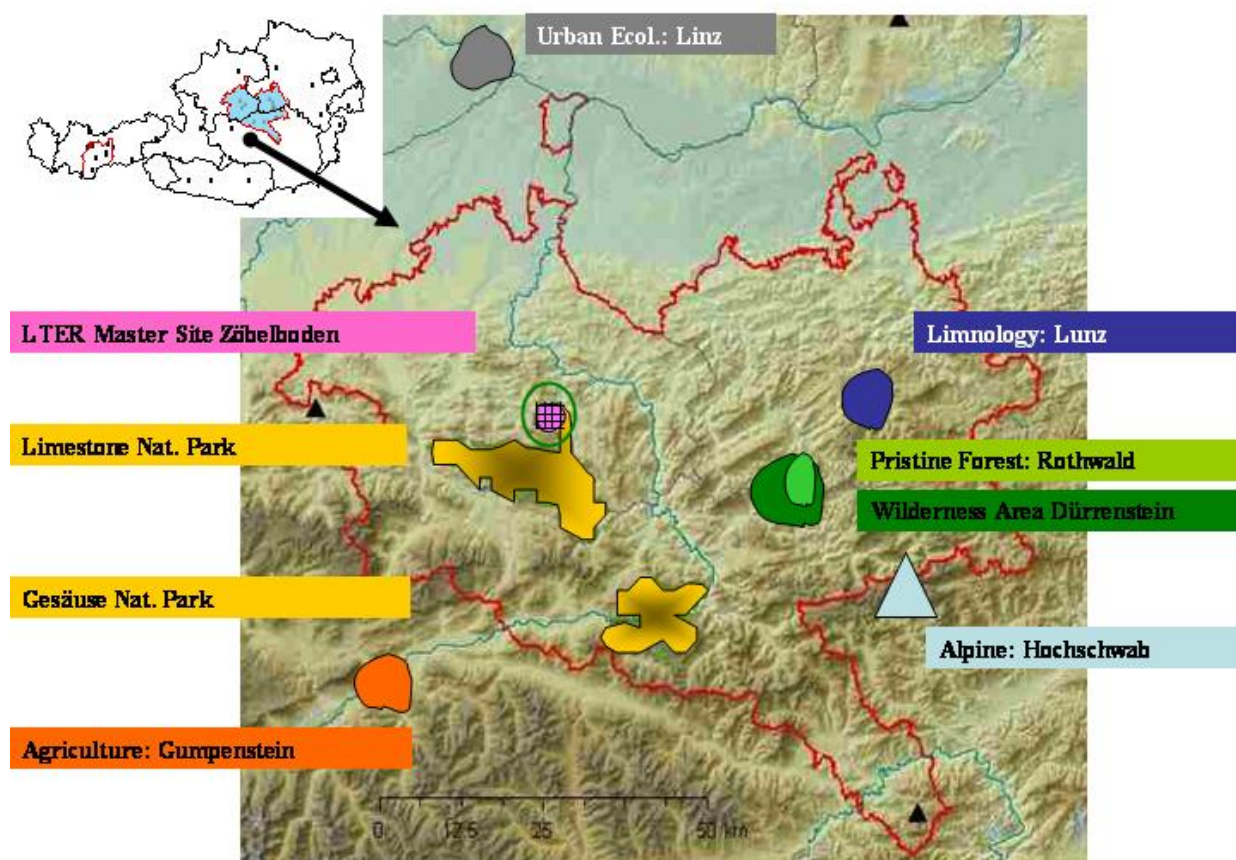 Urban Ecol.: Linz
LTER Master Site Zöbelboden
Limnology: Lunz
Limestone Nat. Park
Pristine Forest: Rothwald
Wilderness Area Dürrenstein
Gesäuse Nat. Park
Alpine: Hochschwab
Agriculture: Gumpenstein
0 12.5 25 50 km